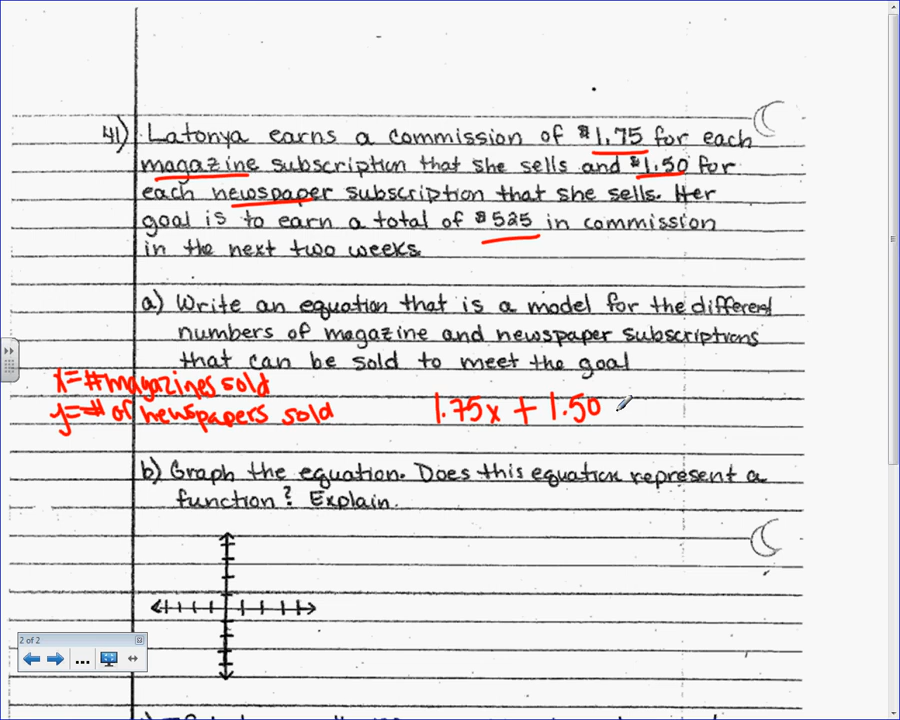 41) Latonya earns a commission of $1.75 for each
magazine subscription that she sells and $1.50 for
each newspaper subscription that she sells. Her
goal is to earn a total of $525 in commission
in the next two weeks.
a) Write an equation that is a model for the different
numbers of magazine and newspaper subscriptions
that can be sold to meet the goal
x=#magazines sold
y=# of newspapers sold
1.75x + 1.50
b) Graph the equation. Does this equation represent a
function? Explain.
2 of 2